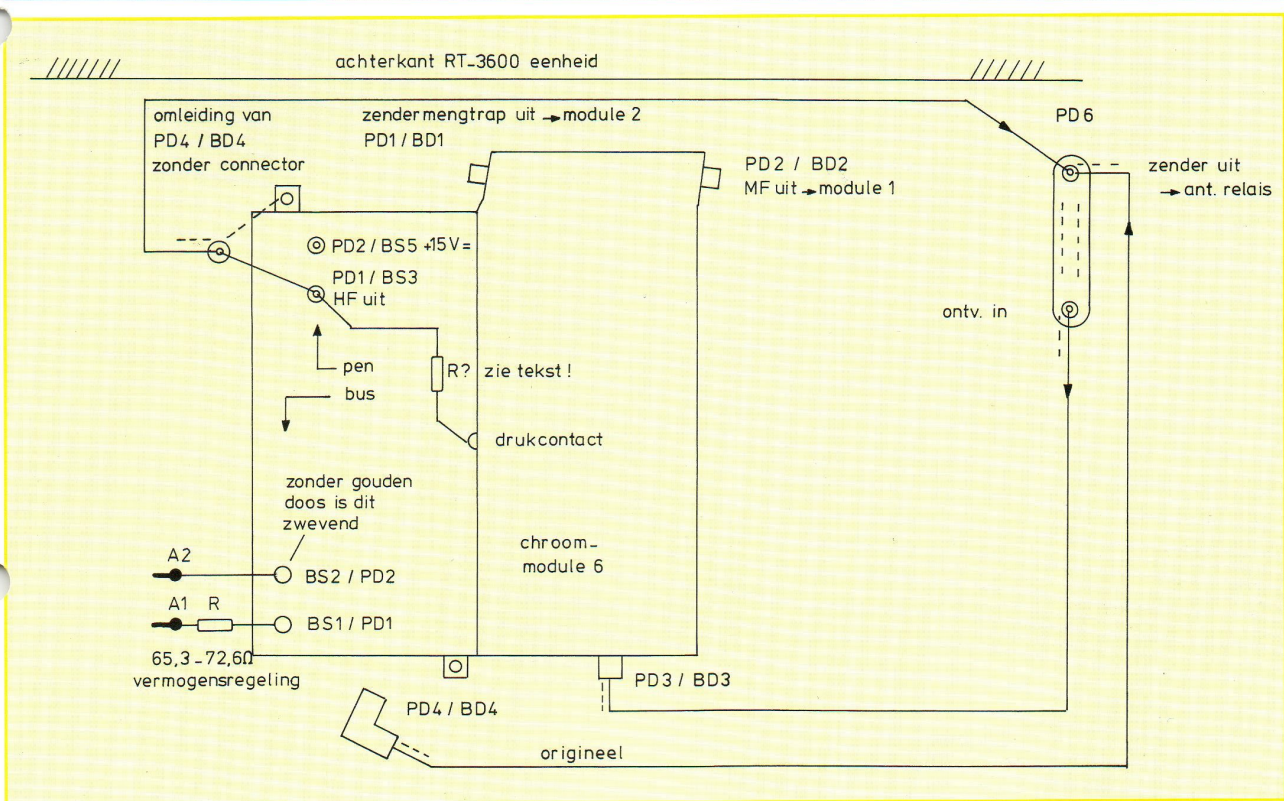 achterkant RT-3600 eenheid
omleiding van
PD4 / BD4
zonder connector
zendermengtrap uit → module 2
PD1/BD1
PD6
PD2 / BD2
MF uit → module 1
zender uit
→ ant. relais
PD2 / BS5 +15V=
PD1 / BS3
HF uit
ontv. in
pen
bus
R? zie tekst!
drukcontact
zonder gouden
doos is dit
zwevend
chroom-
module 6
A2
BS2 / PD2
A1 R
BS1 / PD1
65,3-72,6Ω
vermogensregeling
PD3 / BD3
PD4 / BD4
origineel